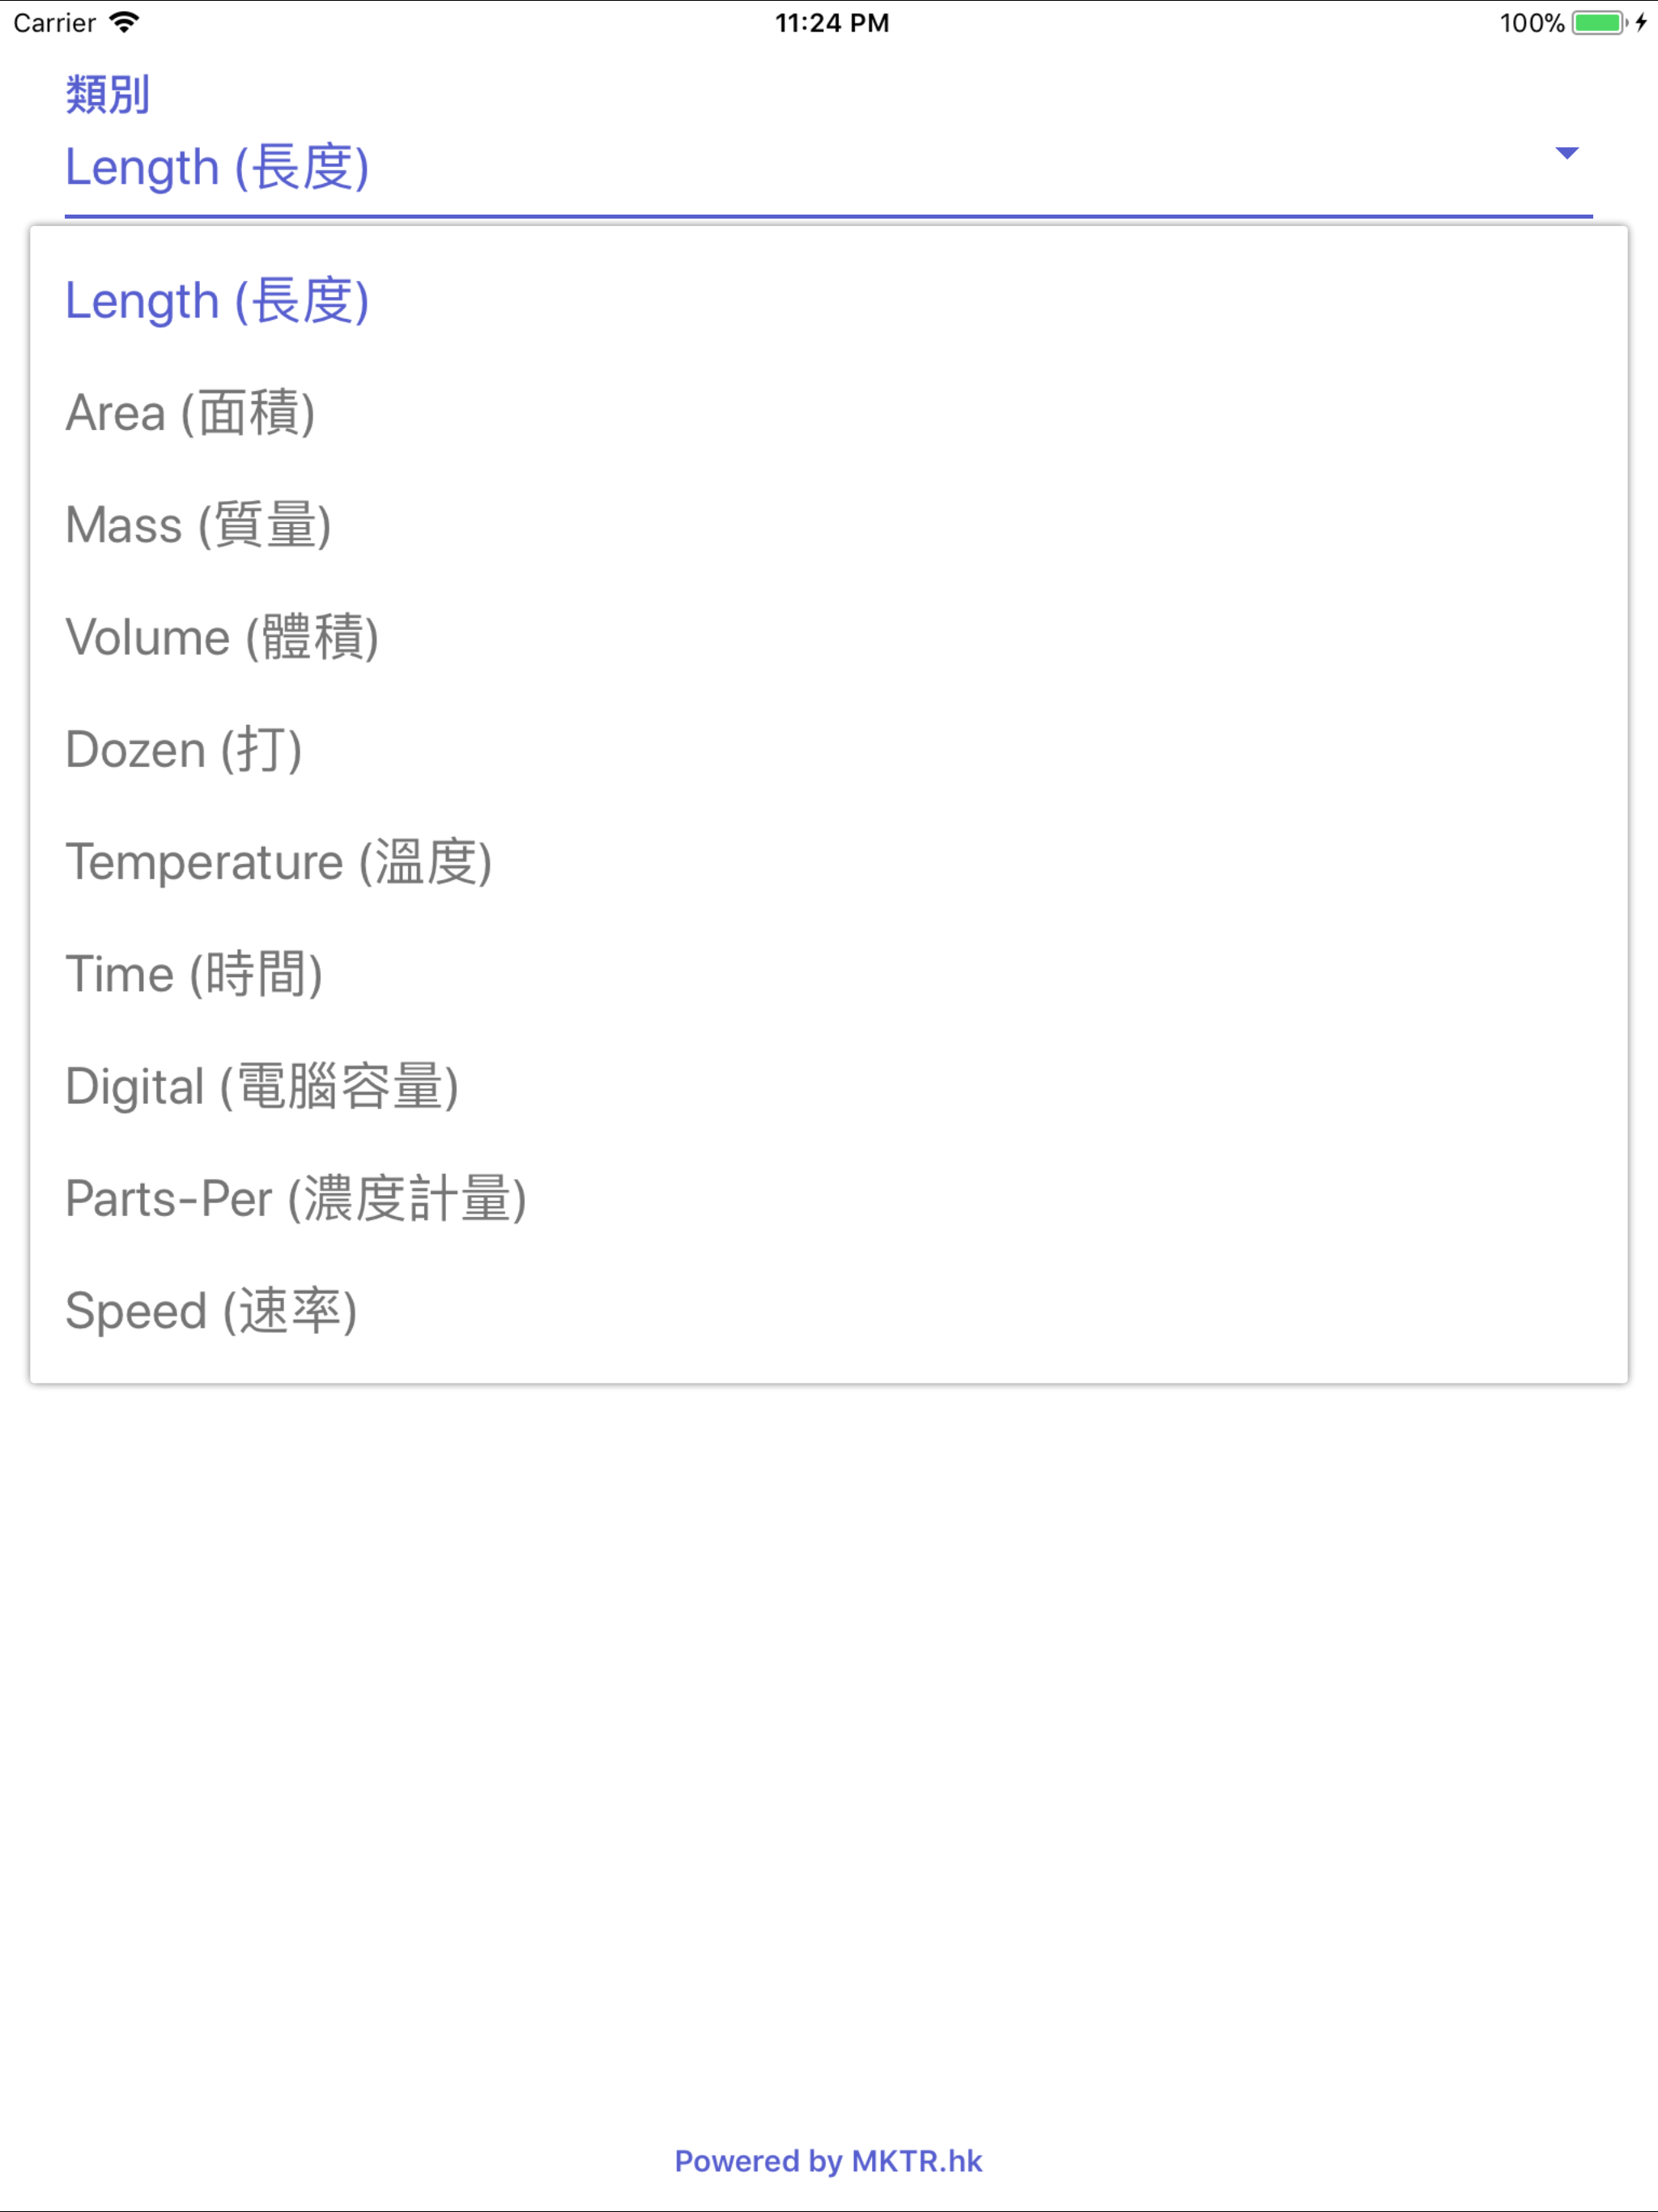 Carrier 11:24 PM 100%
類別
Length (長度)
Length (長度)
Area (面積)
Mass (質量)
Volume (體積)
Dozen (打)
Temperature (溫度)
Time (時間)
Digital (電腦容量)
Parts-Per (濃度計量)
Speed (速率)
Powered by MKTR.hk